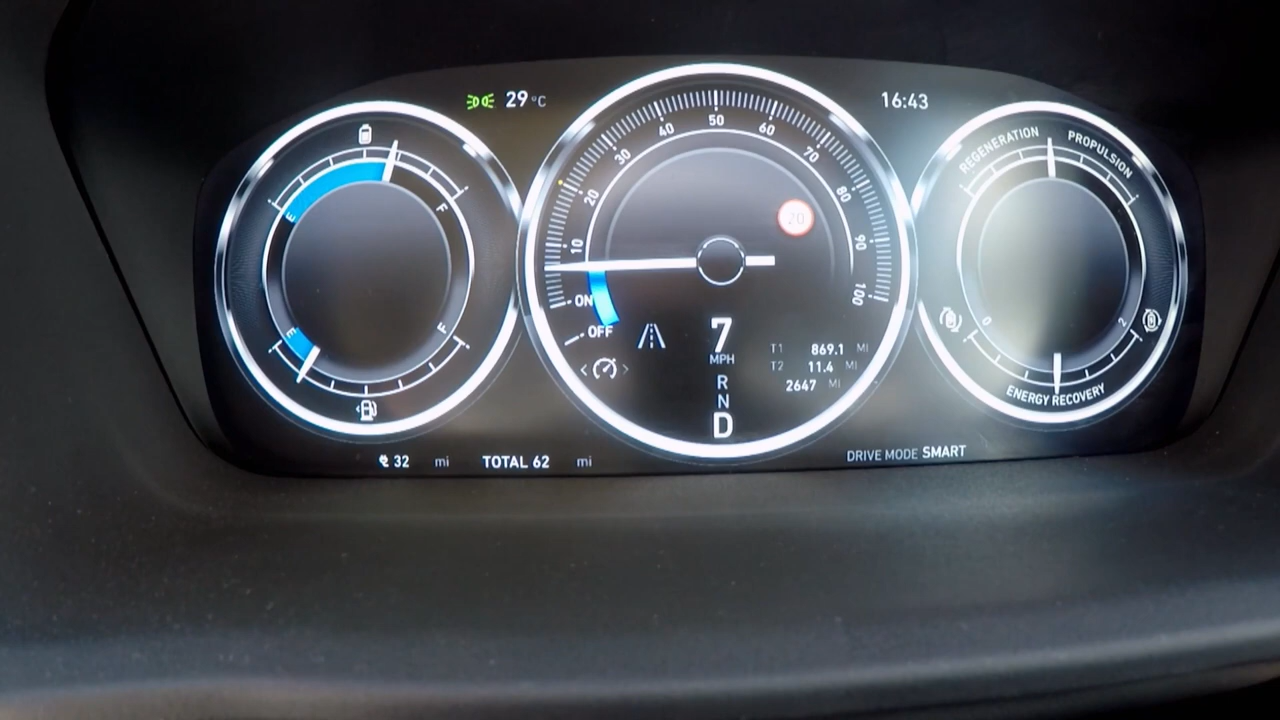 29 °C
16:43
E
F
E
F
32 mi
TOTAL 62 mi
ON
OFF
10
20
30
40
50
60
70
80
90
100
20
7
MPH
R
N
D
T1 869.1 MI
T2 11.4 MI
2647 MI
REGENERATION
PROPULSION
0
2
ENERGY RECOVERY
DRIVE MODE SMART